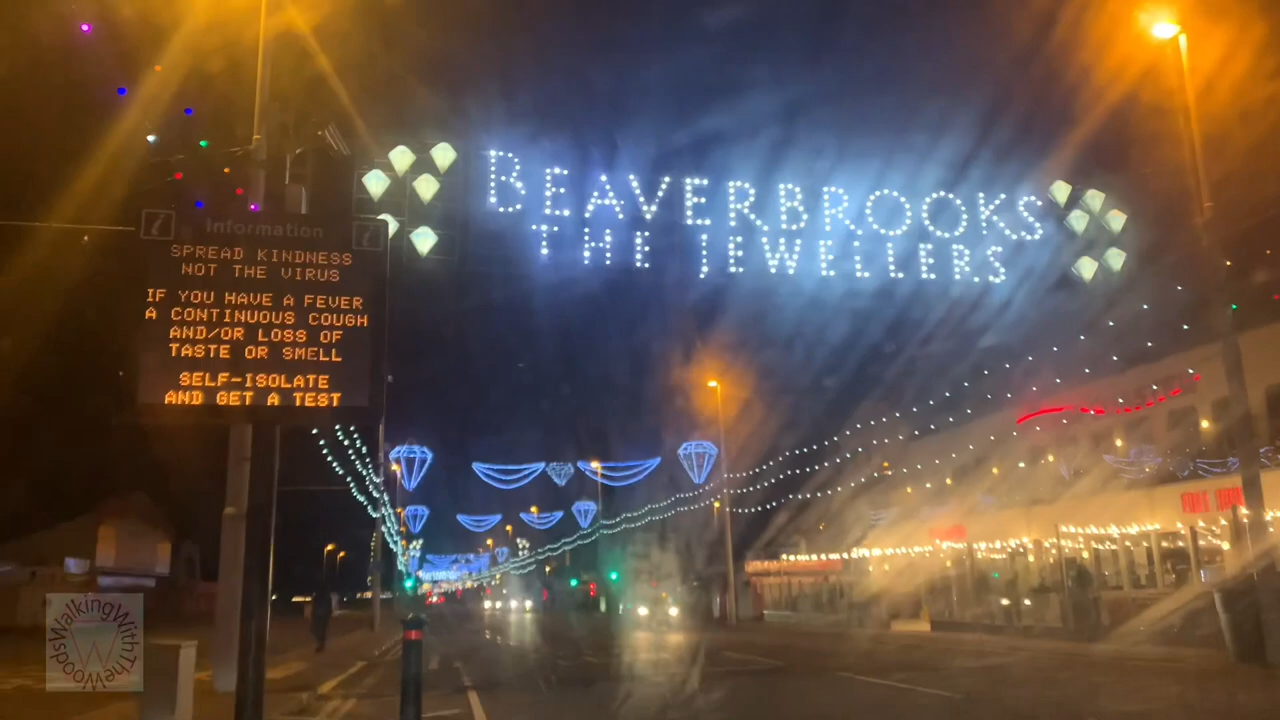 BEAVERBROOKS
THE JEWELLERS
i Information i
SPREAD KINDNESS
NOT THE VIRUS
IF YOU HAVE A FEVER
A CONTINUOUS COUGH
AND/OR LOSS OF
TASTE OR SMELL
SELF-ISOLATE
AND GET A TEST
WalkingWithTheWoods
W